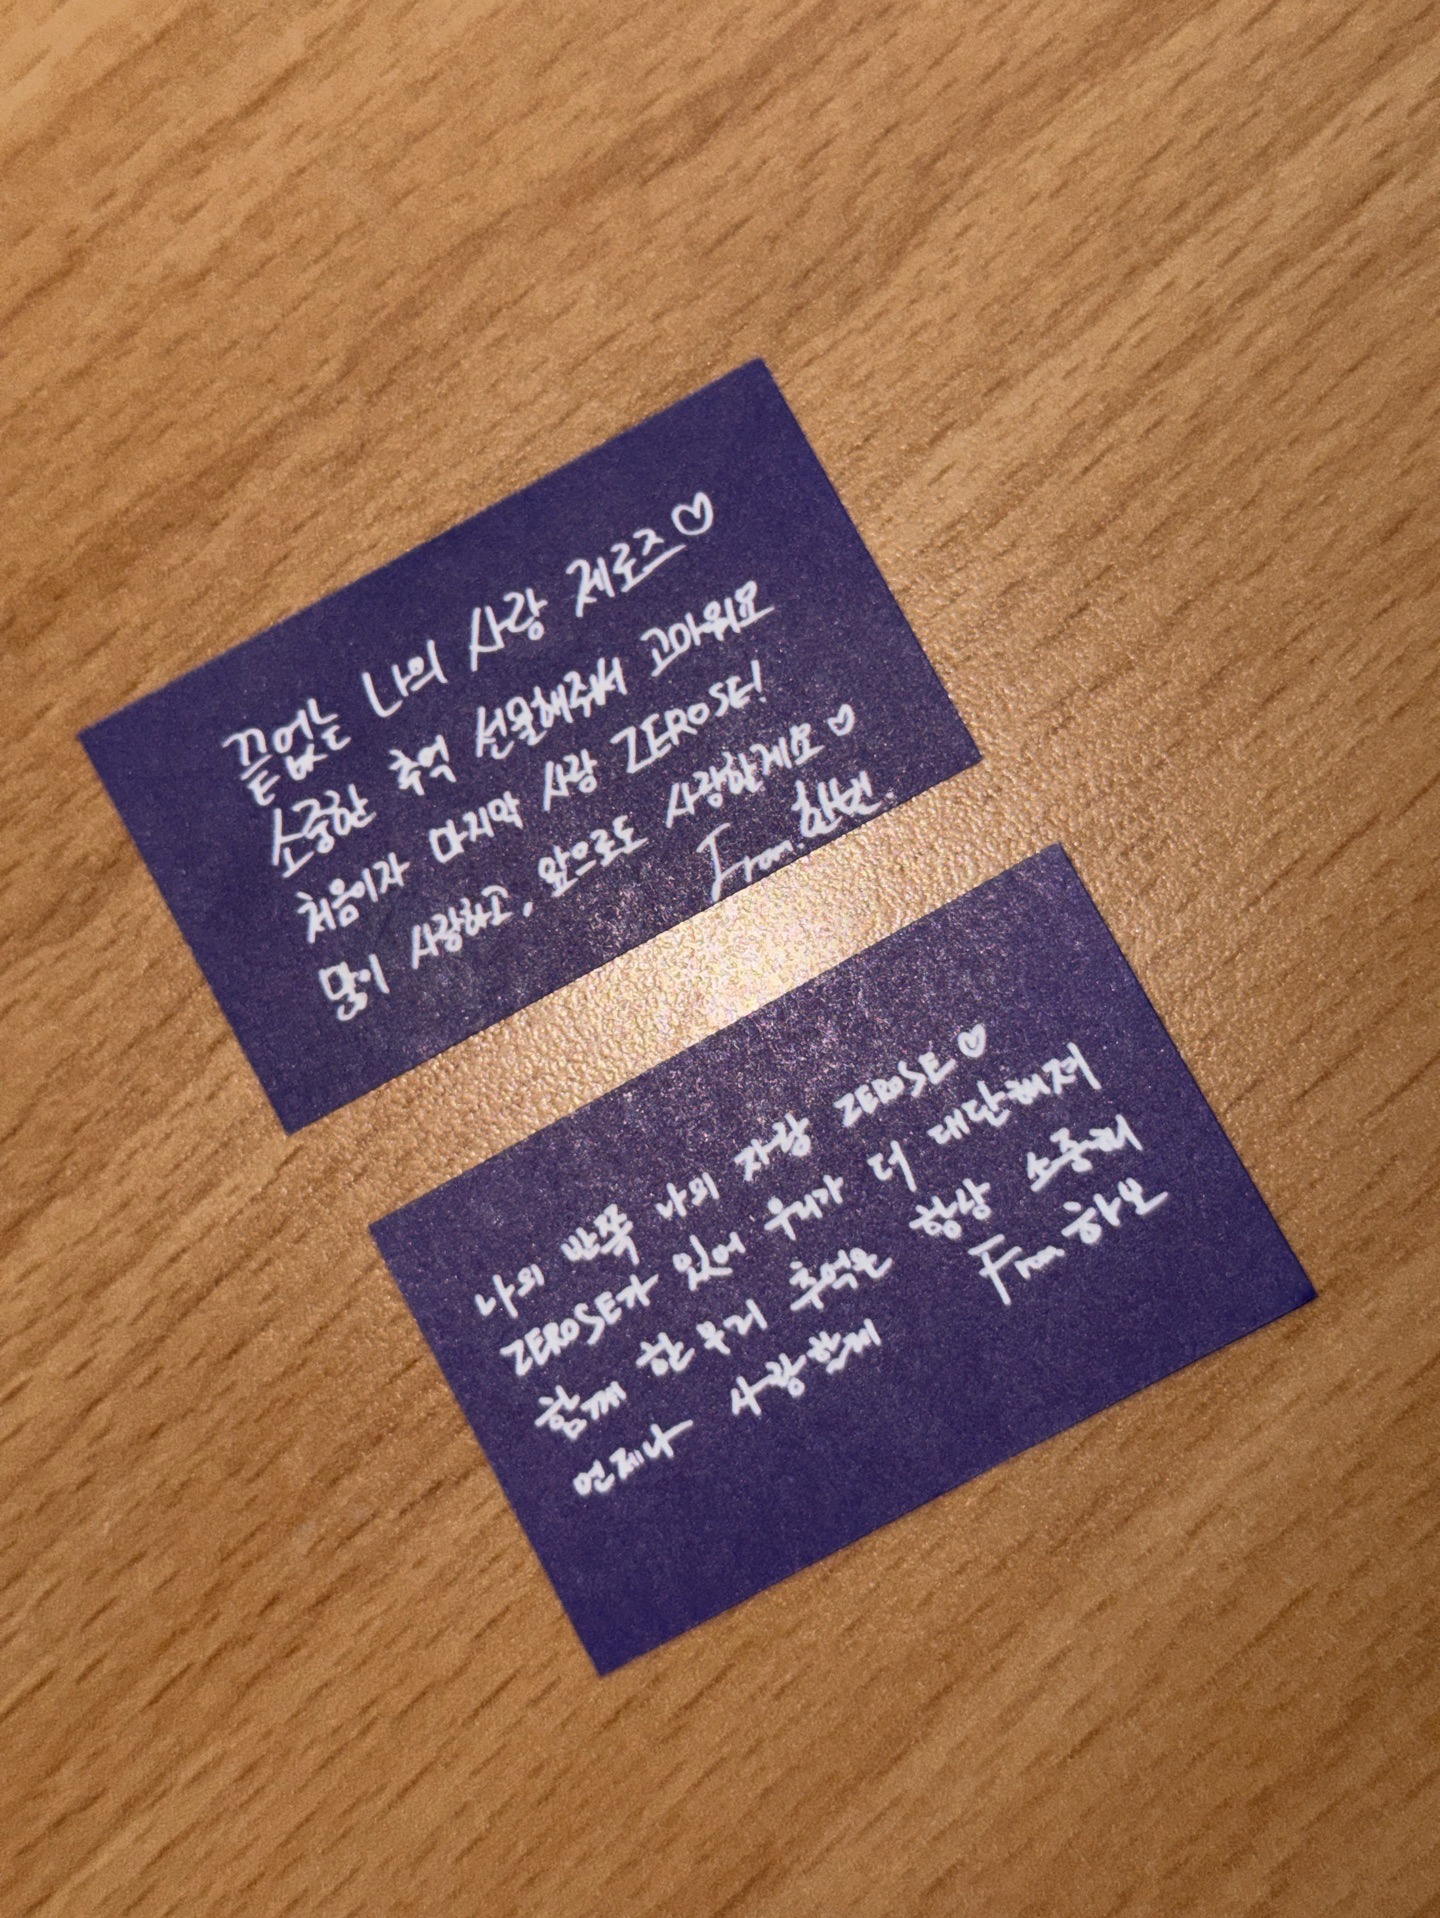 끝없는 나의 사랑 제로즈♡
소중한 추억 선물해줘서 고마워요
처음이자 마지막 사랑 ZEROSE!
많이 사랑하고, 앞으로도 사랑할게요♡
From. 한빈.
나의 반쪽 나의 자랑 ZEROSE♡
ZEROSE가 있어 우리가 더 대단해져
함께 한 우리 추억은 항상 소중해
언제나 사랑할게
From 하오